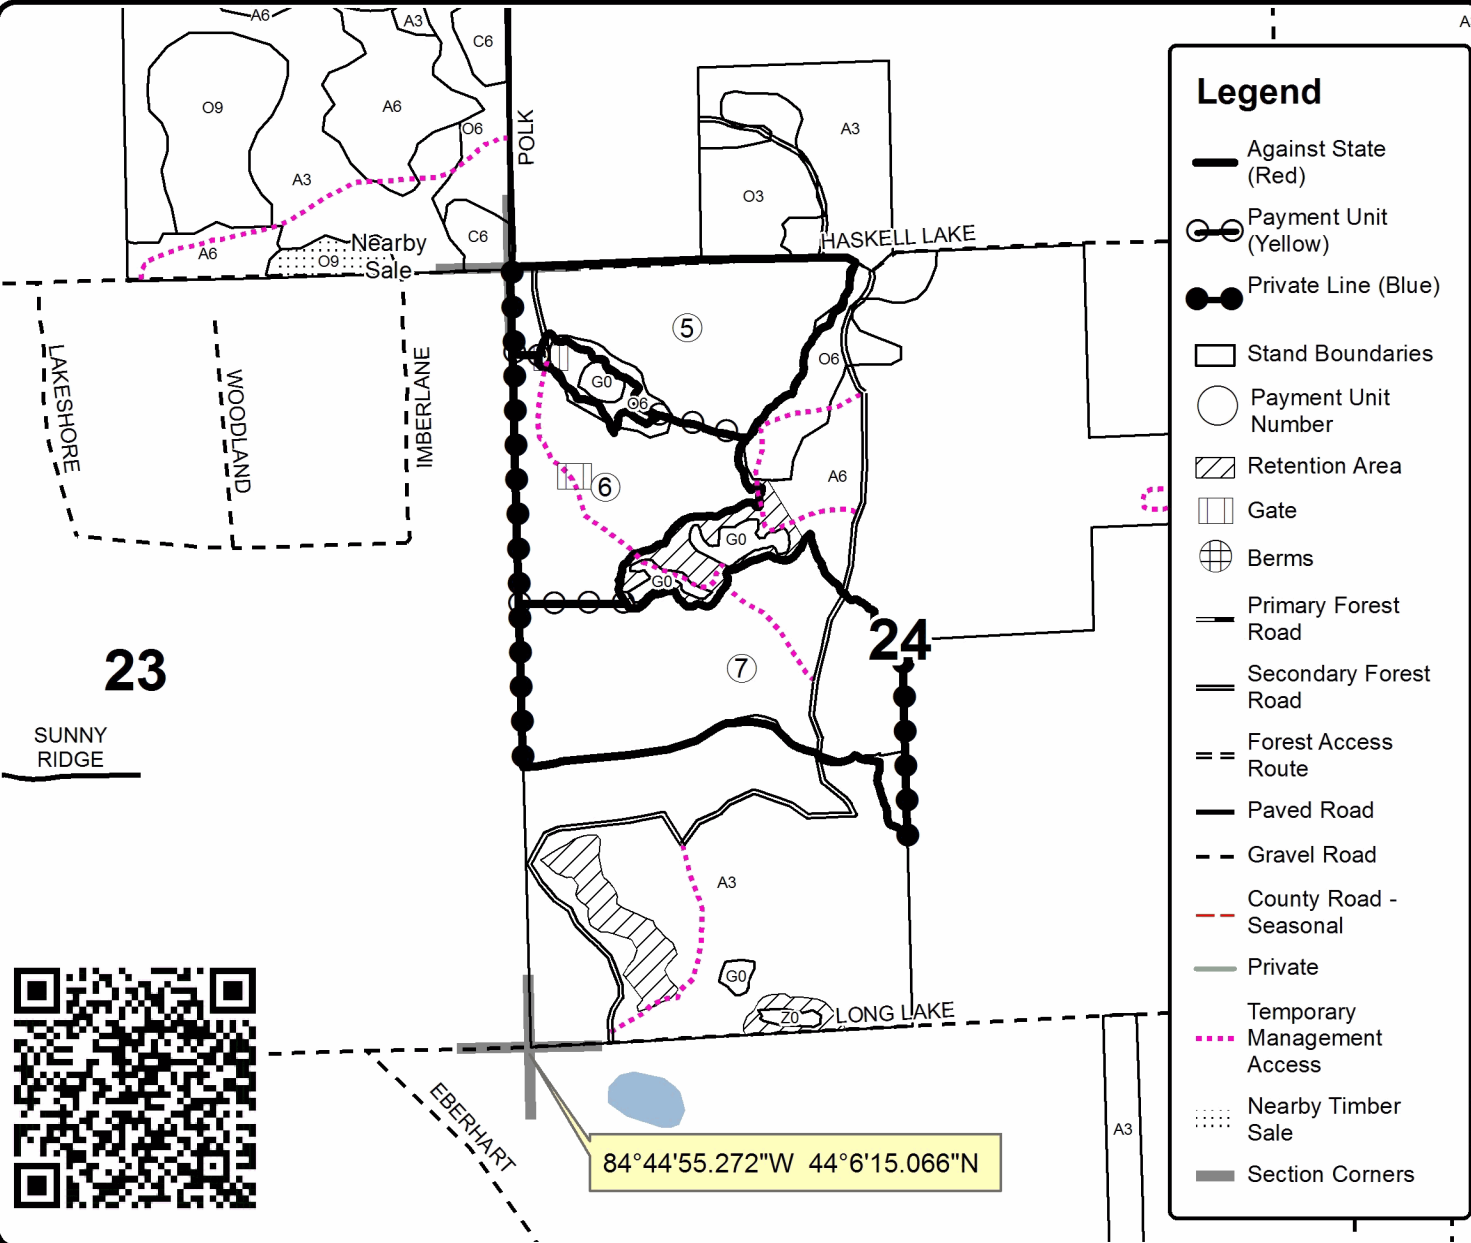 A6
A3
C6
A
O9
A6
O6
POLK
A3
A3
O3
C6
A6
O9
Nearby
Sale
HASKELL LAKE
5
G0
O6
O6
LAKESHORE
WOODLAND
IMBERLANE
6
A6
G0
G0
24
23
7
SUNNY
RIDGE
A3
G0
Z0
LONG LAKE
EBERHART
84°44'55.272"W 44°6'15.066"N
A3
Legend
Against State
(Red)
Payment Unit
(Yellow)
Private Line (Blue)
Stand Boundaries
Payment Unit
Number
Retention Area
Gate
Berms
Primary Forest
Road
Secondary Forest
Road
Forest Access
Route
Paved Road
Gravel Road
County Road -
Seasonal
Private
Temporary
Management
Access
Nearby Timber
Sale
Section Corners